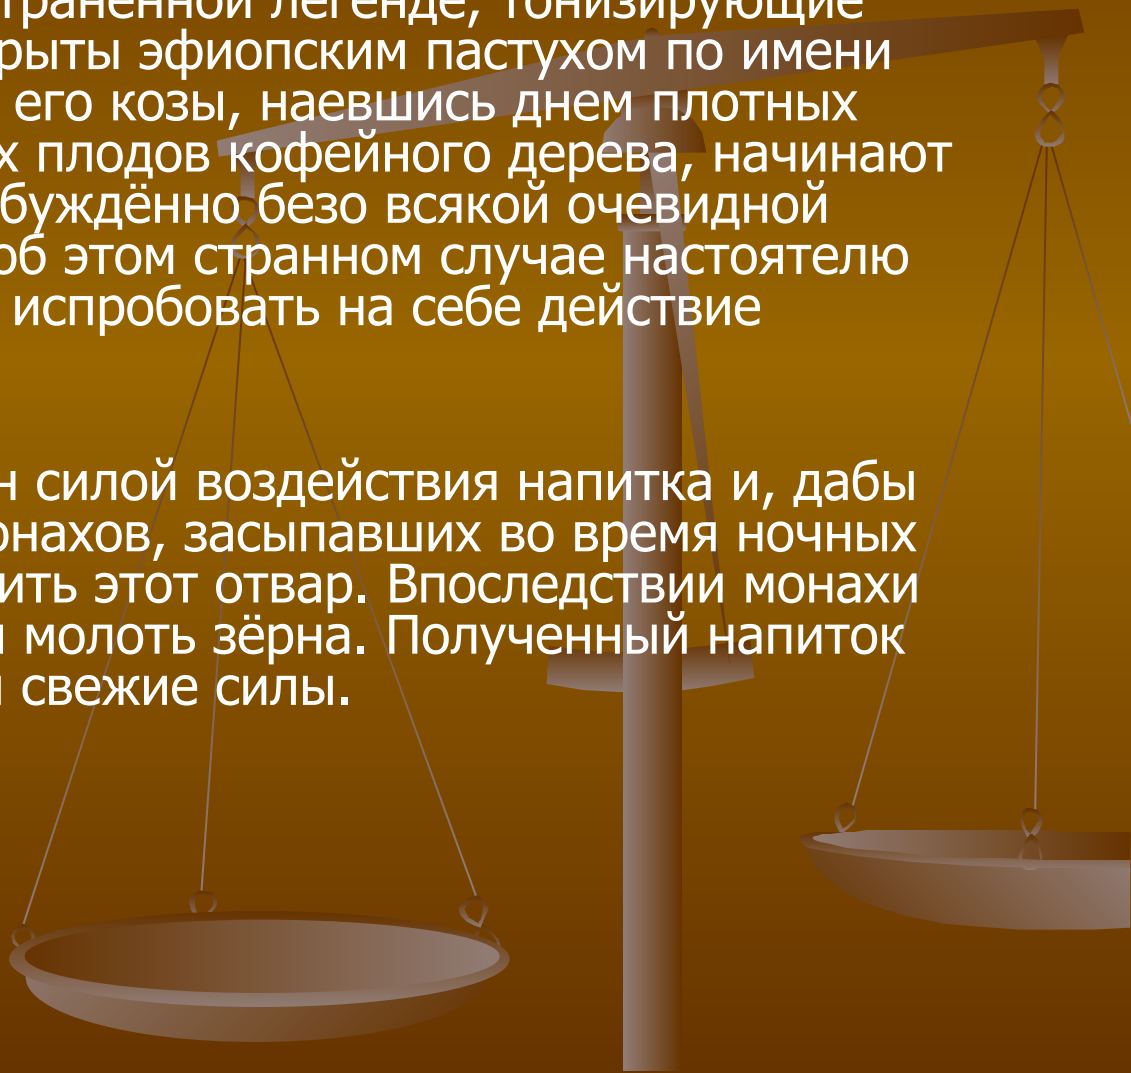 траненной легенде, тонизирующие
рыты эфиопским пастухом по имени
его козы, наевшись днем плотных
х плодов кофейного дерева, начинают
буждённо безо всякой очевидной
об этом странном случае настоятелю
испробовать на себе действие
н силой воздействия напитка и, дабы
онахов, засыпавших во время ночных
ить этот отвар. Впоследствии монахи
и молоть зёрна. Полученный напиток
и свежие силы.